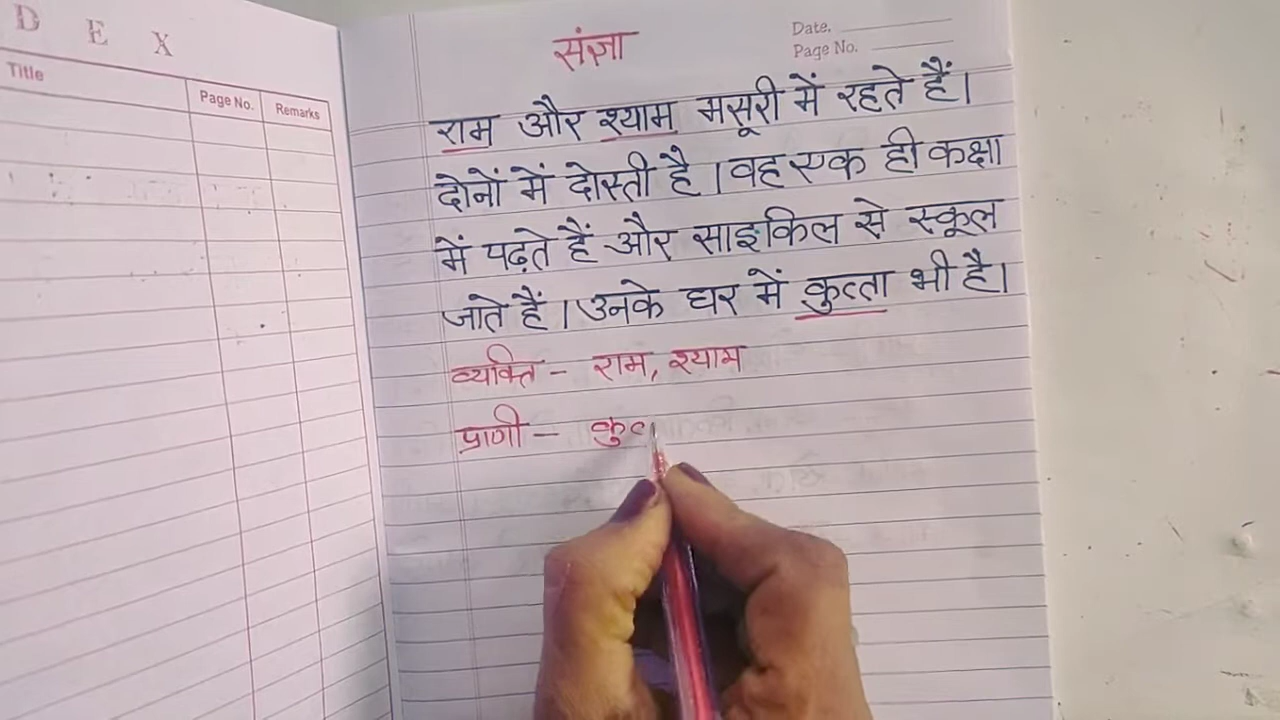 INDEX
Title Page No. Remarks
संज्ञा
Date.
Page No.
राम और श्याम मसूरी में रहते हैं।
दोनों में दोस्ती है। वह एक ही कक्षा
में पढ़ते हैं और साइकिल से स्कूल
जाते हैं। उनके घर में कुत्ता भी है।
व्यक्ति – राम, श्याम
प्राणी – कुत